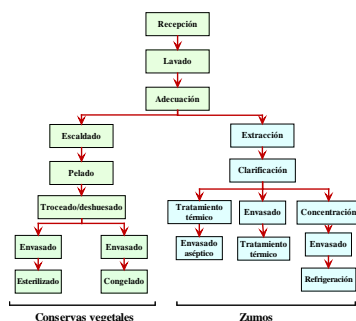 Recepción
Lavado
Adecuación
Escaldado
Extracción
Pelado
Clarificación
Troceado/deshuesado
Tratamiento
térmico
Envasado
Concentración
Envasado
Envasado
Envasado
aséptico
Tratamiento
térmico
Envasado
Esterilizado
Congelado
Refrigeración
Conservas vegetales
Zumos